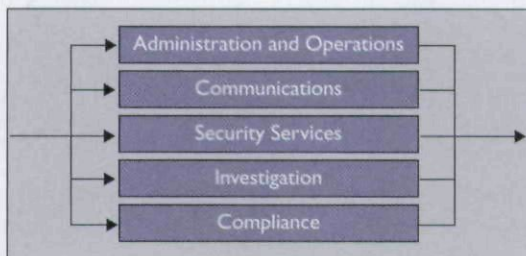 Administration and Operations
Communications
Security Services
Investigation
Compliance